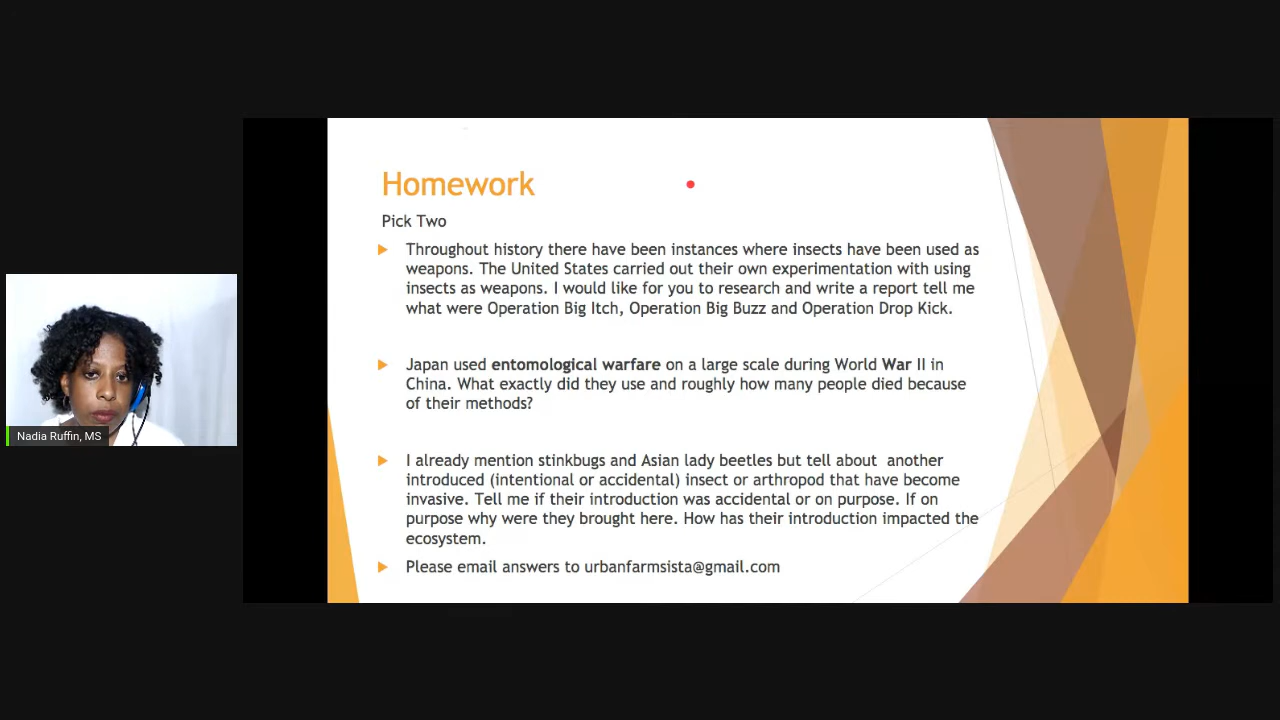 Homework
Pick Two
Throughout history there have been instances where insects have been used as
weapons. The United States carried out their own experimentation with using
insects as weapons. I would like for you to research and write a report tell me
what were Operation Big Itch, Operation Big Buzz and Operation Drop Kick.
Japan used entomological warfare on a large scale during World War II in
China. What exactly did they use and roughly how many people died because
of their methods?
I already mention stinkbugs and Asian lady beetles but tell about another
introduced (intentional or accidental) insect or arthropod that have become
invasive. Tell me if their introduction was accidental or on purpose. If on
purpose why were they brought here. How has their introduction impacted the
ecosystem.
Please email answers to urbanfarmsista@gmail.com
Nadia Ruffin, MS